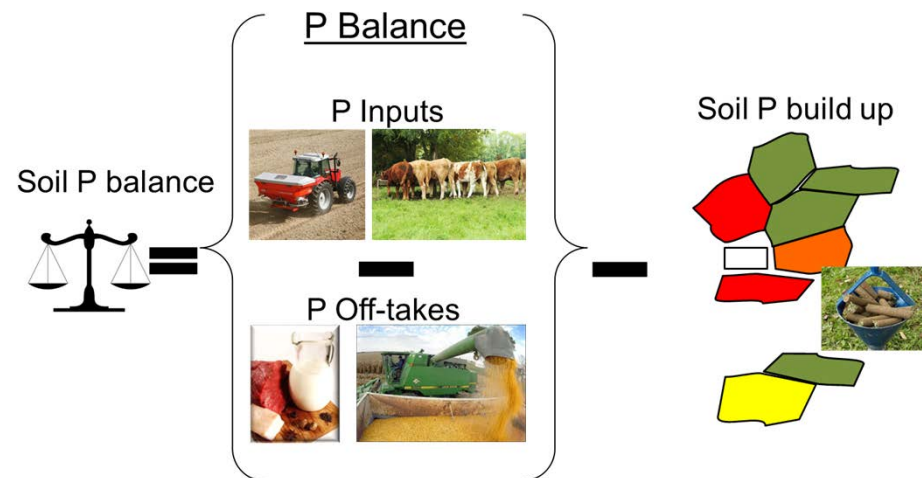 P Balance
P Inputs
Soil P build up
Soil P balance
P Off-takes